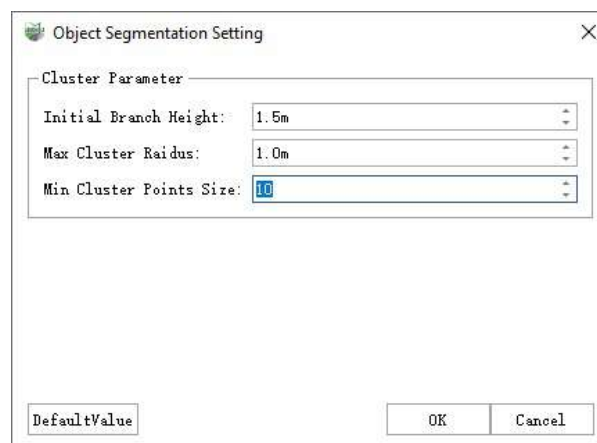 Object Segmentation Setting
Cluster Parameter
Initial Branch Height: 1.5m
Max Cluster Raidus: 1.0m
Min Cluster Points Size: 10
DefaultValue OK Cancel